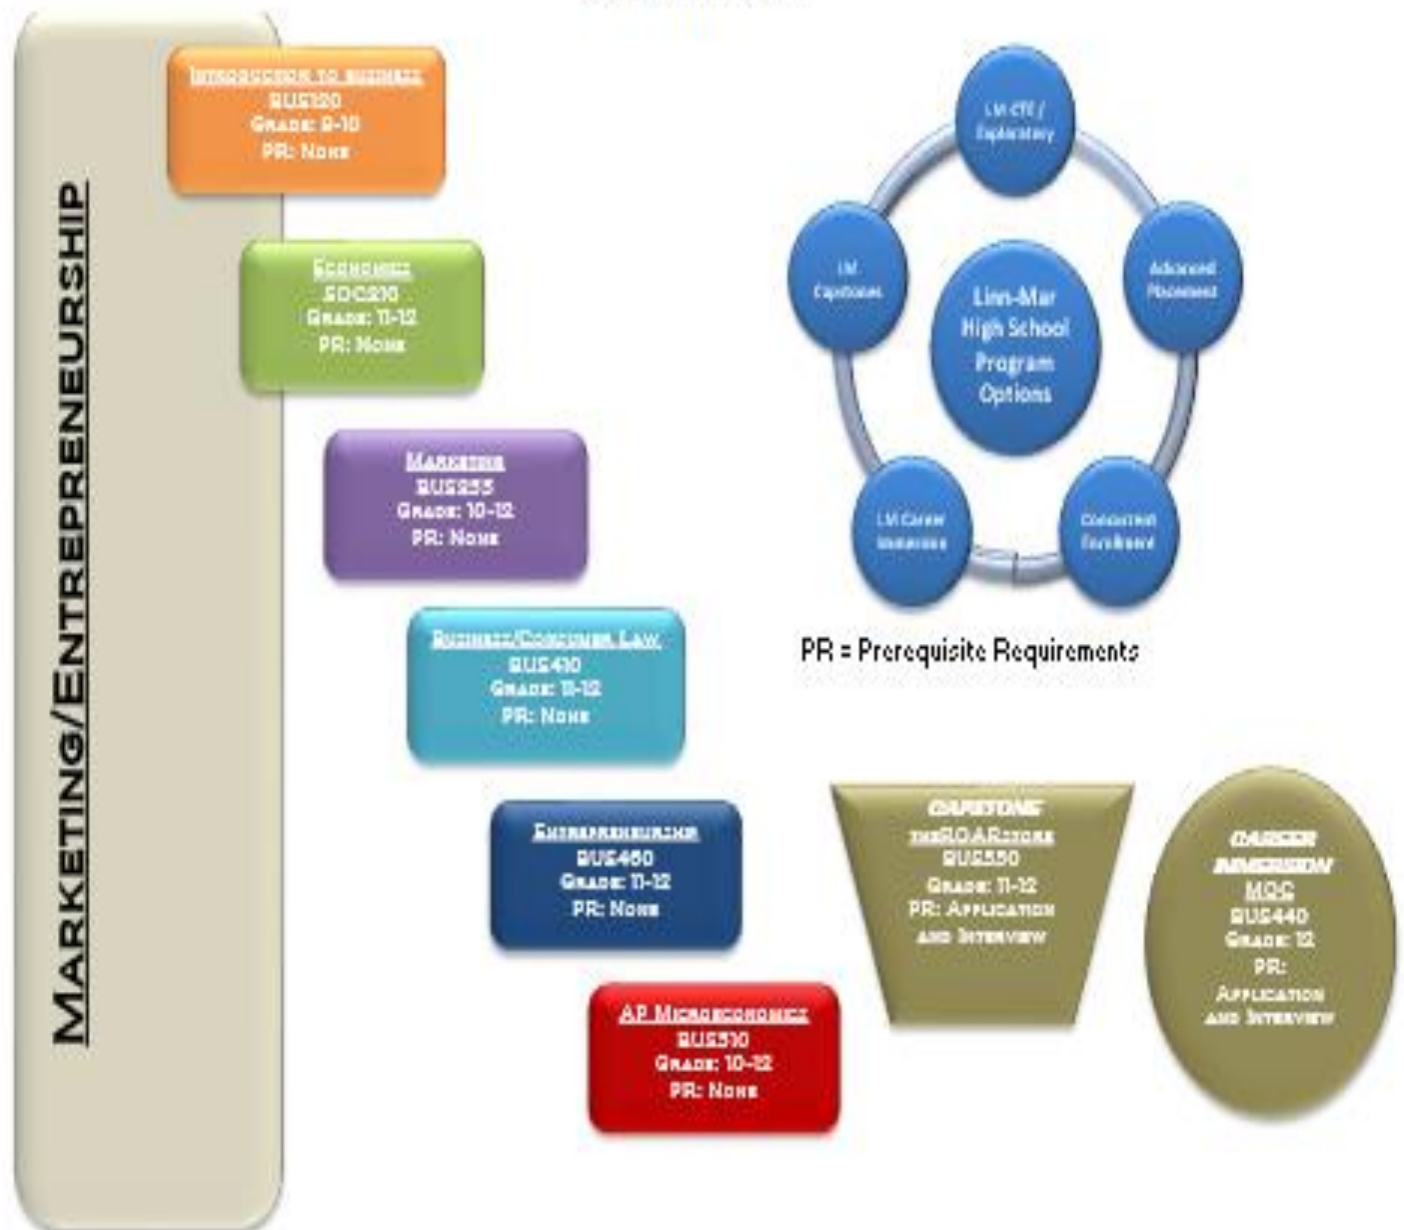 MARKETING/ENTREPRENEURSHIP
INTRODUCTION TO BUSINESS
BUS120
GRADE: 9-10
PR: NONE
ECONOMICS
SOC210
GRADE: 11-12
PR: NONE
MARKETING
BUS255
GRADE: 10-12
PR: NONE
BUSINESS/CONSUMER LAW
BUS410
GRADE: 11-12
PR: NONE
ENTREPRENEURSHIP
BUS460
GRADE: 11-12
PR: NONE
AP MICROECONOMICS
BUS510
GRADE: 10-12
PR: NONE
LM CTE /
Exploratory
Advanced
Placement
Concurrent
Enrollment
LM Career
Immersion
LM
Capstones
Linn-Mar
High School
Program
Options
PR = Prerequisite Requirements
CAPSTONE
THEROARSTORE
BUS550
GRADE: 11-12
PR: APPLICATION
AND INTERVIEW
CAREER
IMMERSION
MOC
BUS440
GRADE: 12
PR:
APPLICATION
AND INTERVIEW